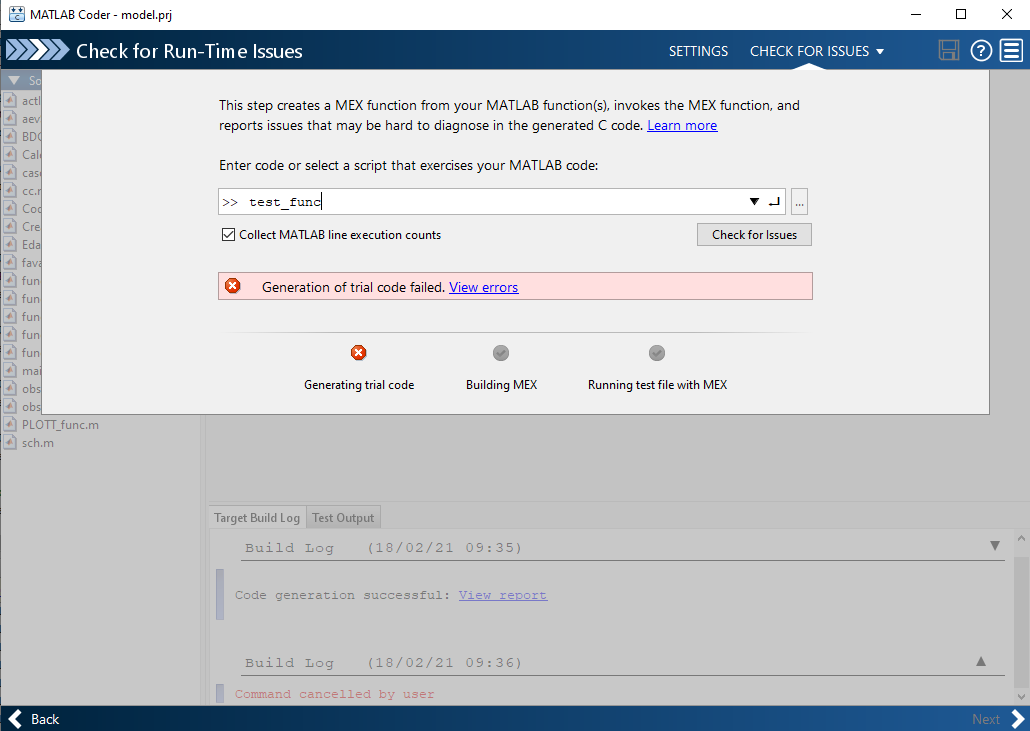 MATLAB Coder - model.prj
Check for Run-Time Issues
SETTINGS
CHECK FOR ISSUES
So
This step creates a MEX function from your MATLAB function(s), invokes the MEX function, and
reports issues that may be hard to diagnose in the generated C code. Learn more
Enter code or select a script that exercises your MATLAB code:
>> test_func
...
Collect MATLAB line execution counts
Check for Issues
Generation of trial code failed. View errors
Generating trial code
Building MEX
Running test file with MEX
aev
BDC
cas
cc.r
Cre
Eda
fava
fun
fun
fun
fun
fun
mai
obs
obs
PLOTT_func.m
sch.m
Target Build Log
Test Output
Build Log (18/02/21 09:35)
Code generation successful: View report
Build Log (18/02/21 09:36)
Command cancelled by user
Back
Next